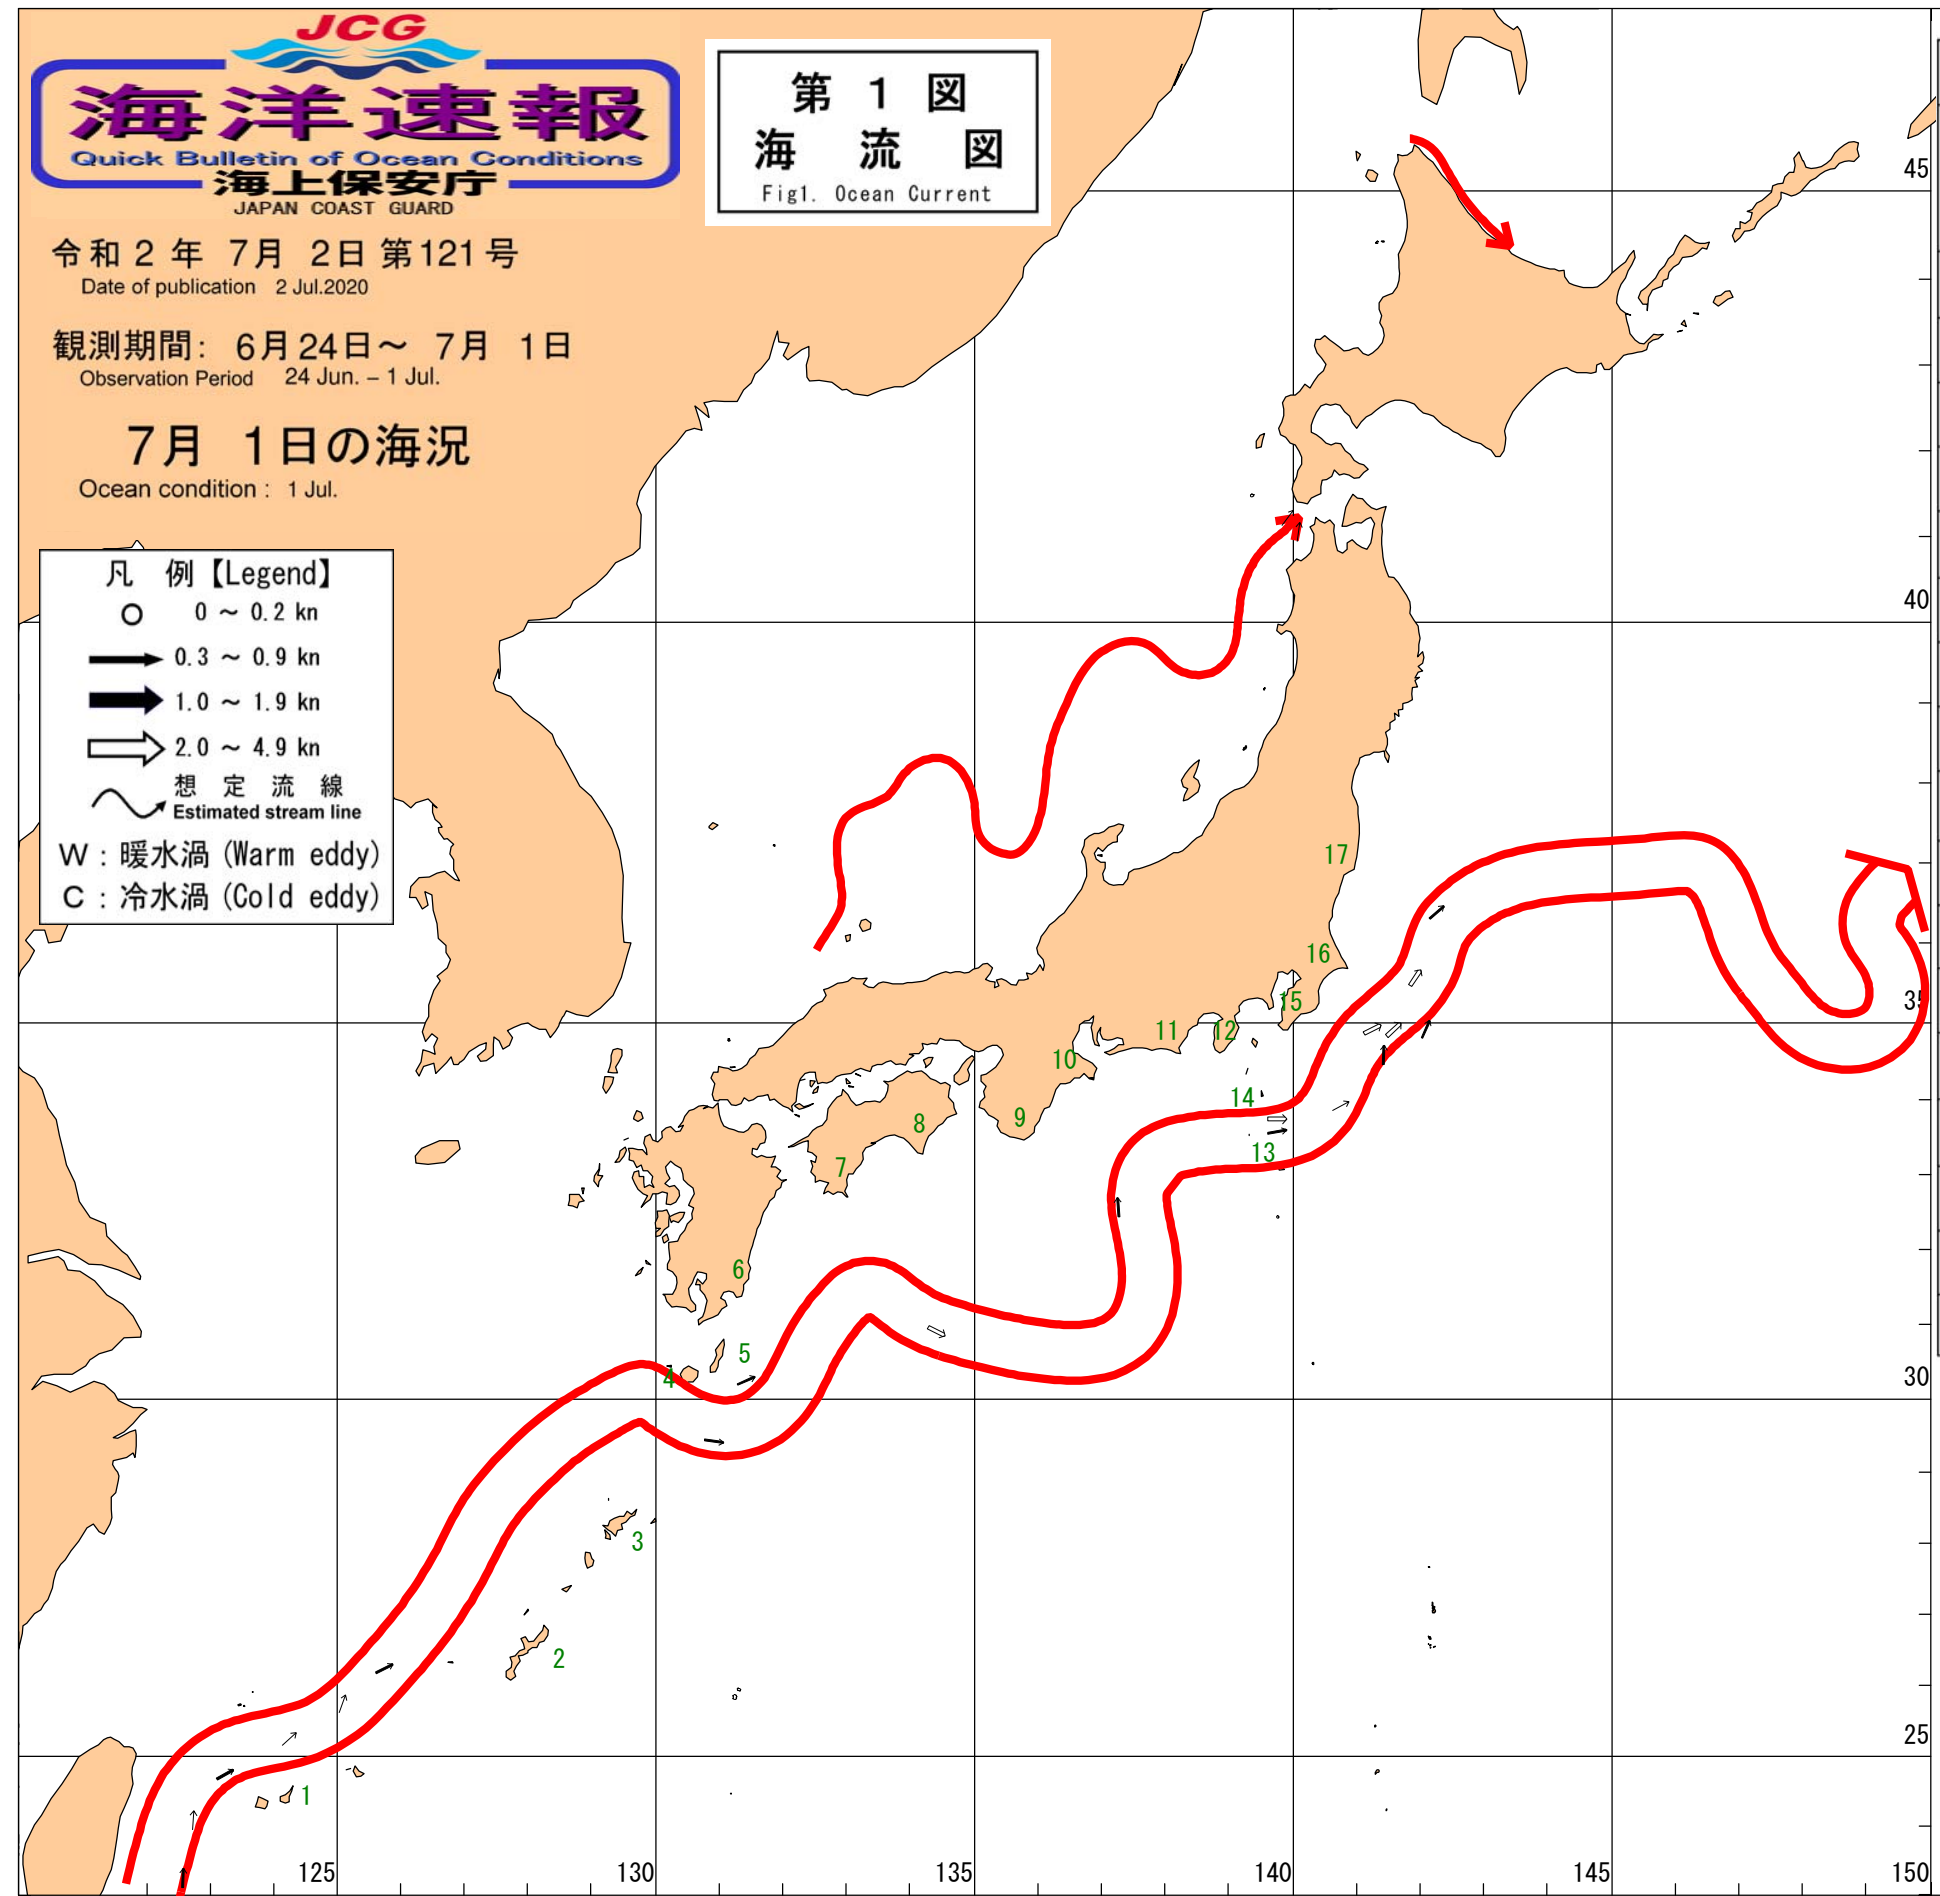 JCG
海洋速報
Quick Bulletin of Ocean Conditions
海上保安庁
JAPAN COAST GUARD
第 1 図
海 流 図
Fig1. Ocean Current
令和 2 年 7月 2日 第121号
Date of publication 2 Jul.2020
観測期間: 6月24日～ 7月 1日
Observation Period 24 Jun. – 1 Jul.
7月 1日の海況
Ocean condition : 1 Jul.
凡 例【Legend】
0 ～ 0.2 kn
0.3 ～ 0.9 kn
1.0 ～ 1.9 kn
2.0 ～ 4.9 kn
想 定 流 線
Estimated stream line
W : 暖水渦 (Warm eddy)
C : 冷水渦 (Cold eddy)
45
40
17
16
35
15
12
11
10
14
9
8
13
7
6
5
4
30
3
2
25
1
125
130
135
140
145
150